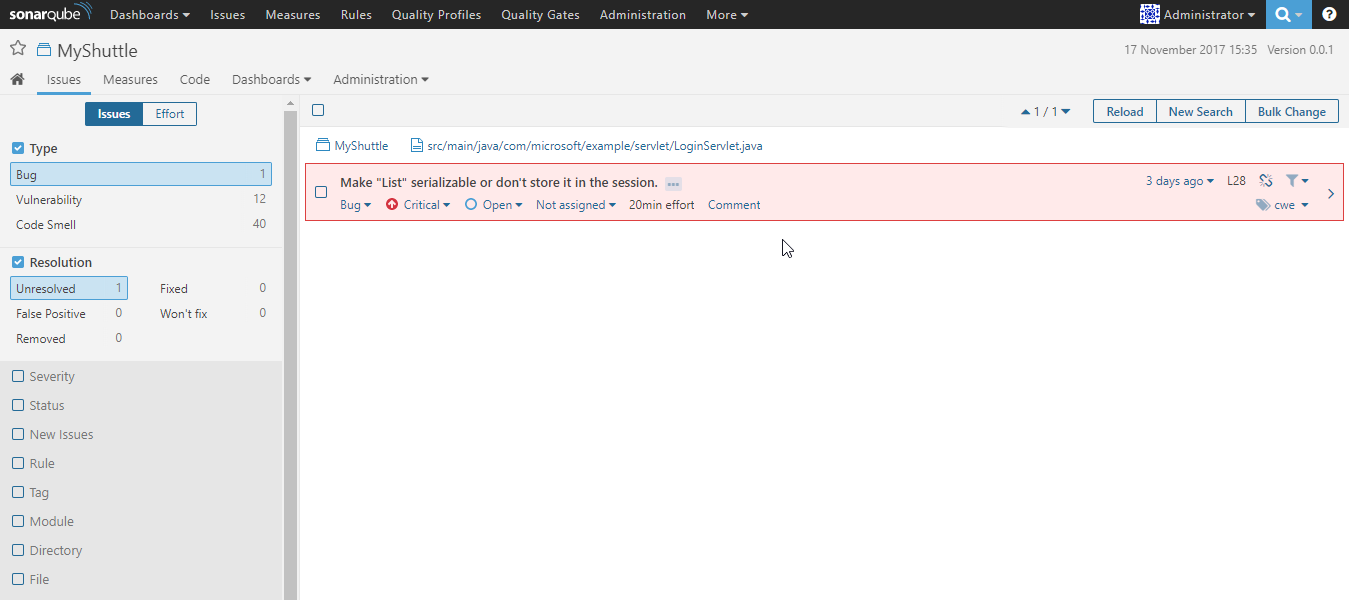 sonarqube Dashboards Issues Measures Rules Quality Profiles Quality Gates Administration More Administrator ?
MyShuttle 17 November 2017 15:35 Version 0.0.1
Issues Measures Code Dashboards Administration
Issues Effort
1 / 1 Reload New Search Bulk Change
Type
Bug 1
Vulnerability 12
Code Smell 40
Resolution
Unresolved 1 Fixed 0
False Positive 0 Won't fix 0
Removed 0
Severity
Status
New Issues
Rule
Tag
Module
Directory
File
MyShuttle src/main/java/com/microsoft/example/servlet/LoginServlet.java
Make "List" serializable or don't store it in the session. ... 3 days ago L28
Bug Critical Open Not assigned 20min effort Comment cwe